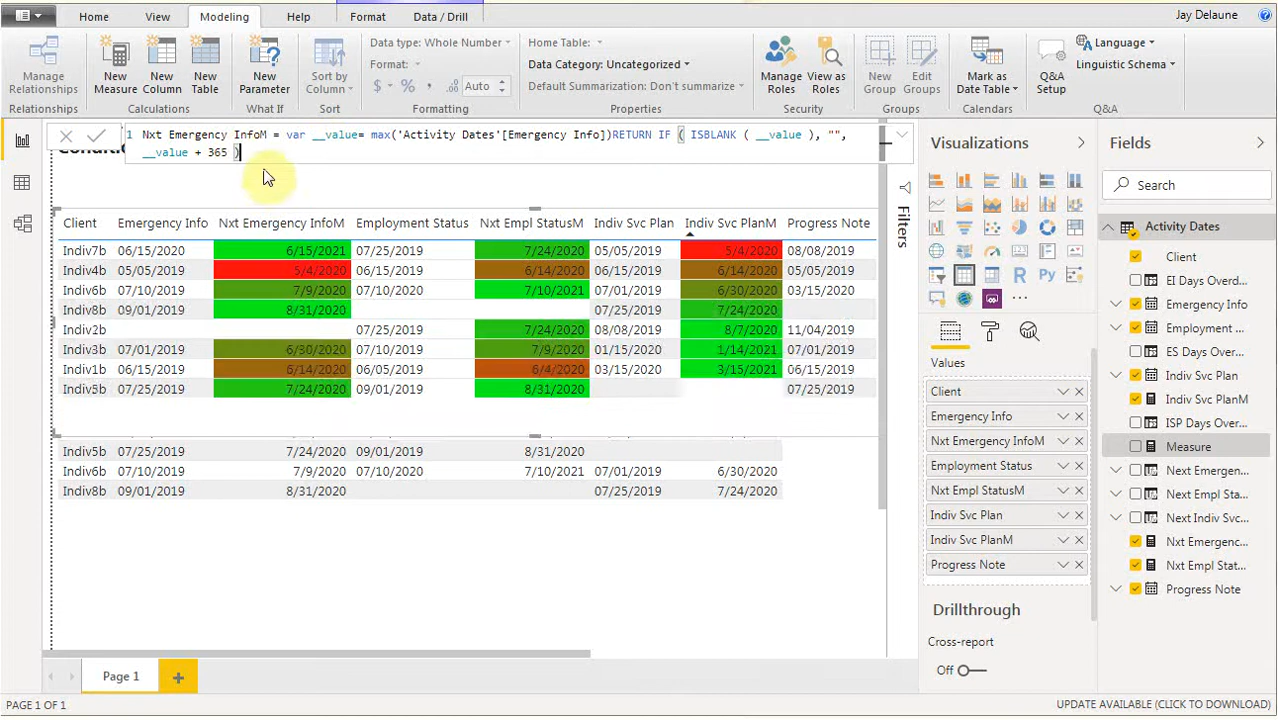 Home View Modeling Help Format Data / Drill Jay Delaune
Manage Relationships
New Measure
New Column
New Table
New Parameter
Sort by Column
Data type: Whole Number
Format:
$ % , .00 Auto
Home Table:
Data Category: Uncategorized
Default Summarization: Don't summarize
Manage Roles
View as Roles
New Group
Edit Groups
Mark as Date Table
Q&A Setup
Language
Linguistic Schema
Relationships Calculations What If Sort Formatting Properties Security Groups Calendars Q&A
1 Nxt Emergency InfoM = var __value= max('Activity Dates'[Emergency Info])RETURN IF ( ISBLANK ( __value ), "",
__value + 365 )
Client Emergency Info Nxt Emergency InfoM Employment Status Nxt Empl StatusM Indiv Svc Plan Indiv Svc PlanM Progress Note
Indiv7b 06/15/2020 6/15/2021 07/25/2019 7/24/2020 05/05/2019 5/4/2020 08/08/2019
Indiv4b 05/05/2019 5/4/2020 06/15/2019 6/14/2020 06/15/2019 6/14/2020 05/05/2019
Indiv6b 07/10/2019 7/9/2020 07/10/2020 7/10/2021 07/01/2019 6/30/2020 03/15/2020
Indiv8b 09/01/2019 8/31/2020 07/25/2019 7/24/2020
Indiv2b 07/25/2019 7/24/2020 08/08/2019 8/7/2020 11/04/2019
Indiv3b 07/01/2019 6/30/2020 07/10/2019 7/9/2020 01/15/2020 1/14/2021 07/01/2019
Indiv1b 06/15/2019 6/14/2020 06/05/2019 6/4/2020 03/15/2020 3/15/2021 06/15/2019
Indiv5b 07/25/2019 7/24/2020 09/01/2019 8/31/2020 07/25/2019
Indiv5b 07/25/2019 7/24/2020 09/01/2019 8/31/2020
Indiv6b 07/10/2019 7/9/2020 07/10/2020 7/10/2021 07/01/2019 6/30/2020
Indiv8b 09/01/2019 8/31/2020 07/25/2019 7/24/2020
Filters
Visualizations
R Py
Values
Client
Emergency Info
Nxt Emergency InfoM
Employment Status
Nxt Empl StatusM
Indiv Svc Plan
Indiv Svc PlanM
Progress Note
Drillthrough
Cross-report
Off
Fields
Search
Activity Dates
Client
EI Days Overd...
Emergency Info
Employment ...
ES Days Over...
Indiv Svc Plan
Indiv Svc PlanM
ISP Days Over...
Measure
Next Emergen...
Next Empl Sta...
Next Indiv Svc...
Nxt Emergenc...
Nxt Empl Stat...
Progress Note
Page 1
PAGE 1 OF 1 UPDATE AVAILABLE (CLICK TO DOWNLOAD)